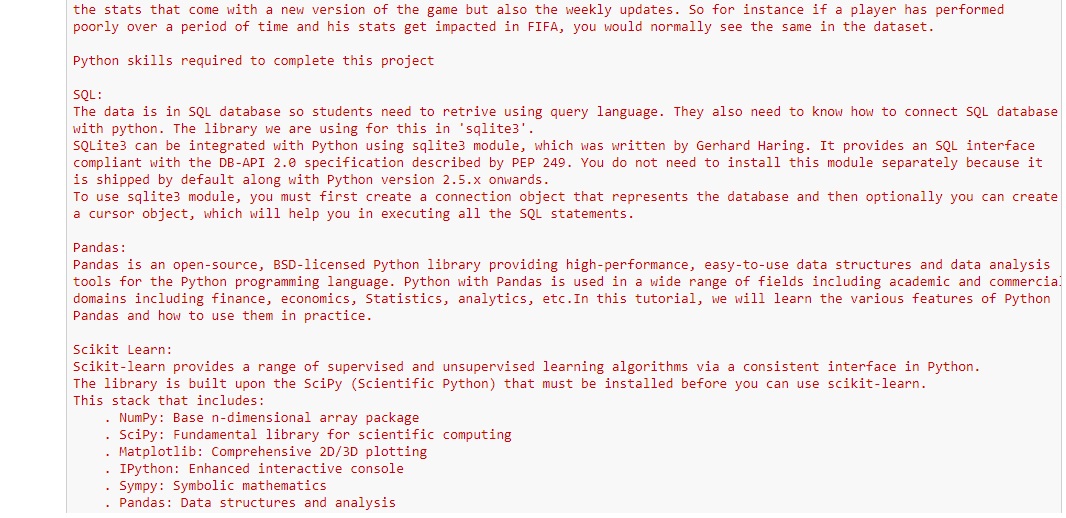 the stats that come with a new version of the game but also the weekly updates. So for instance if a player has performed
poorly over a period of time and his stats get impacted in FIFA, you would normally see the same in the dataset.
Python skills required to complete this project
SQL:
The data is in SQL database so students need to retrive using query language. They also need to know how to connect SQL database
with python. The library we are using for this in 'sqlite3'.
SQLite3 can be integrated with Python using sqlite3 module, which was written by Gerhard Haring. It provides an SQL interface
compliant with the DB-API 2.0 specification described by PEP 249. You do not need to install this module separately because it
is shipped by default along with Python version 2.5.x onwards.
To use sqlite3 module, you must first create a connection object that represents the database and then optionally you can create
a cursor object, which will help you in executing all the SQL statements.
Pandas:
Pandas is an open-source, BSD-licensed Python library providing high-performance, easy-to-use data structures and data analysis
tools for the Python programming language. Python with Pandas is used in a wide range of fields including academic and commercial
domains including finance, economics, Statistics, analytics, etc.In this tutorial, we will learn the various features of Python
Pandas and how to use them in practice.
Scikit Learn:
Scikit-learn provides a range of supervised and unsupervised learning algorithms via a consistent interface in Python.
The library is built upon the SciPy (Scientific Python) that must be installed before you can use scikit-learn.
This stack that includes:
. NumPy: Base n-dimensional array package
. SciPy: Fundamental library for scientific computing
. Matplotlib: Comprehensive 2D/3D plotting
. IPython: Enhanced interactive console
. Sympy: Symbolic mathematics
. Pandas: Data structures and analysis